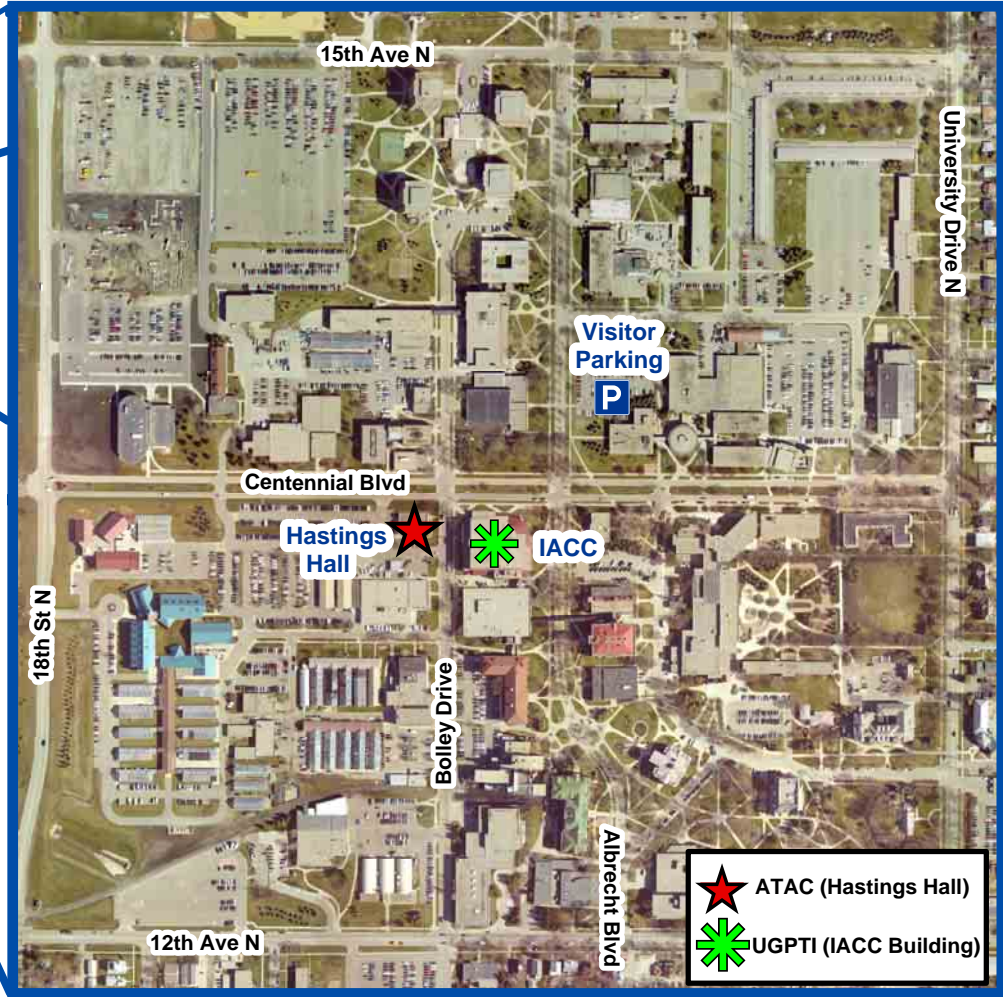 15th Ave N
University Drive N
Visitor
Parking
P
Centennial Blvd
Hastings
Hall
IACC
18th St N
Bolley Drive
Albrecht Blvd
12th Ave N
ATAC (Hastings Hall)
UGPTI (IACC Building)